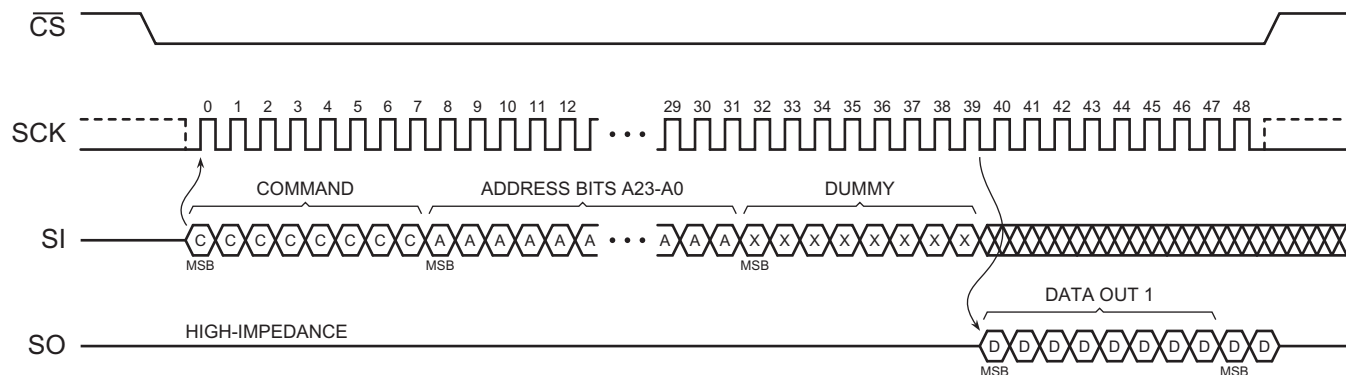 CS
0 1 2 3 4 5 6 7 8 9 10 11 12 29 30 31 32 33 34 35 36 37 38 39 40 41 42 43 44 45 46 47 48
SCK
COMMAND ADDRESS BITS A23-A0 DUMMY
SI C C C C C C C C A A A A A A • • • A A A X X X X X X X X
MSB MSB MSB
DATA OUT 1
HIGH-IMPEDANCE
SO D D D D D D D D D D
MSB MSB